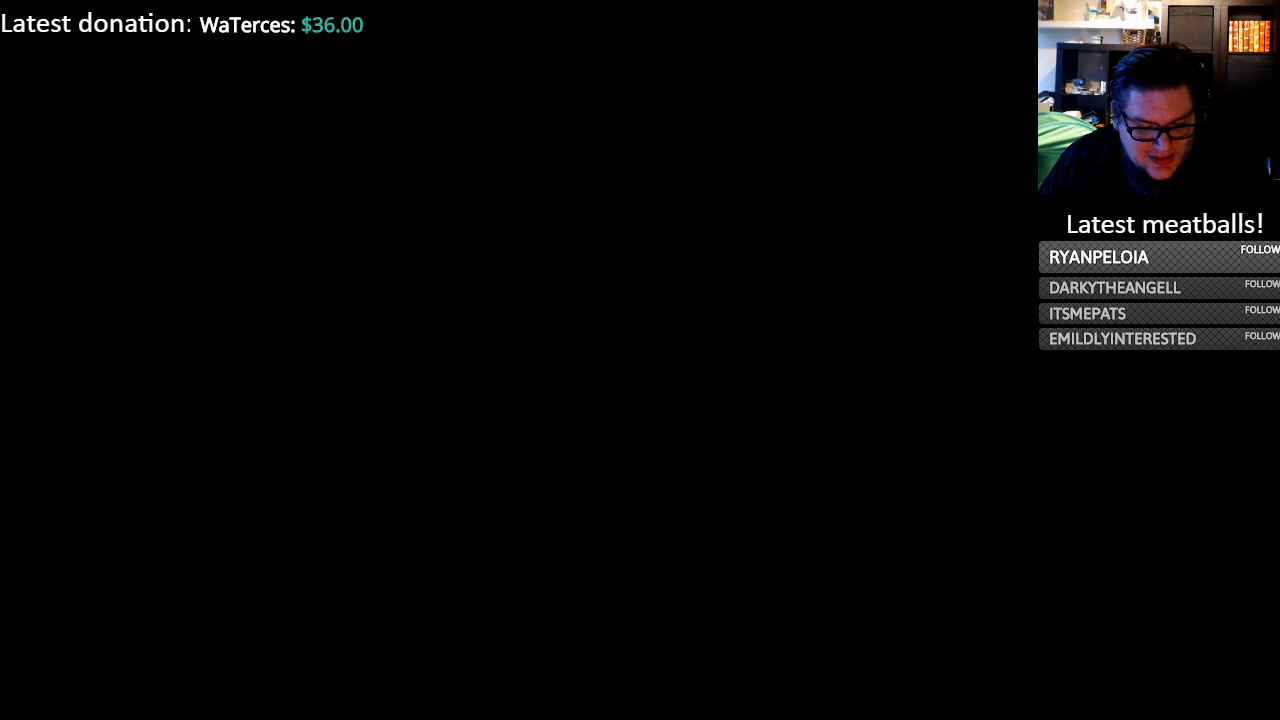 Latest donation: WaTerces: $36.00
Latest meatballs!
RYANPELOIA FOLLOW
DARKYTHEANGELL FOLLOW
ITSMEPATS FOLLOW
EMILDLYINTERESTED FOLLOW